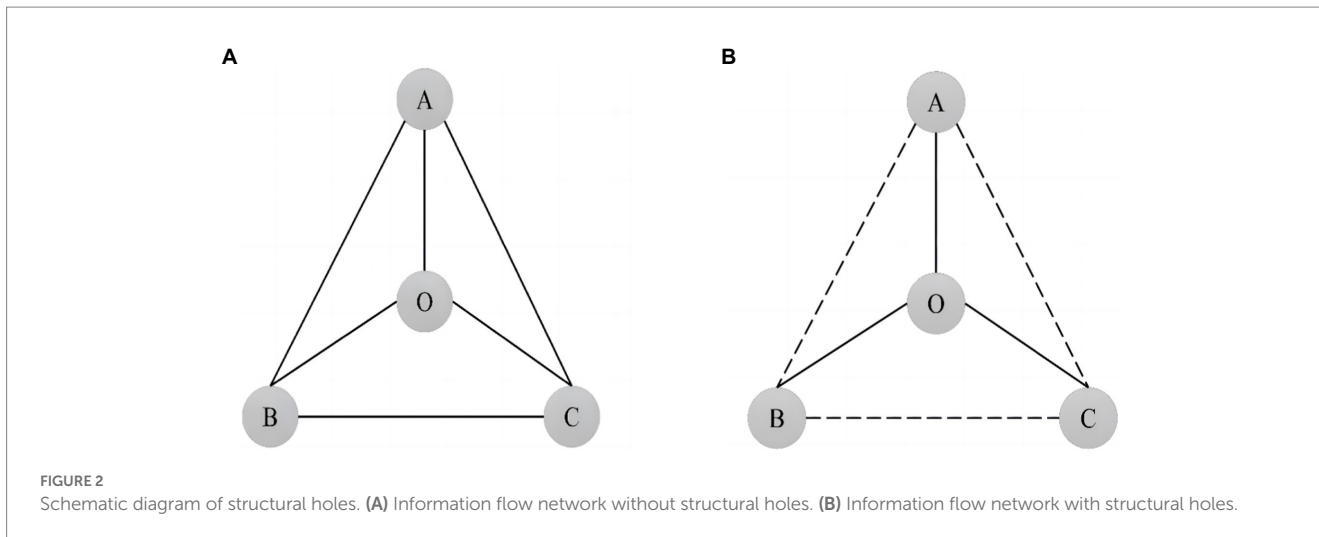 A
B
A
A
O
O
B
C
B
C
FIGURE 2
Schematic diagram of structural holes. (A) Information flow network without structural holes. (B) Information flow network with structural holes.